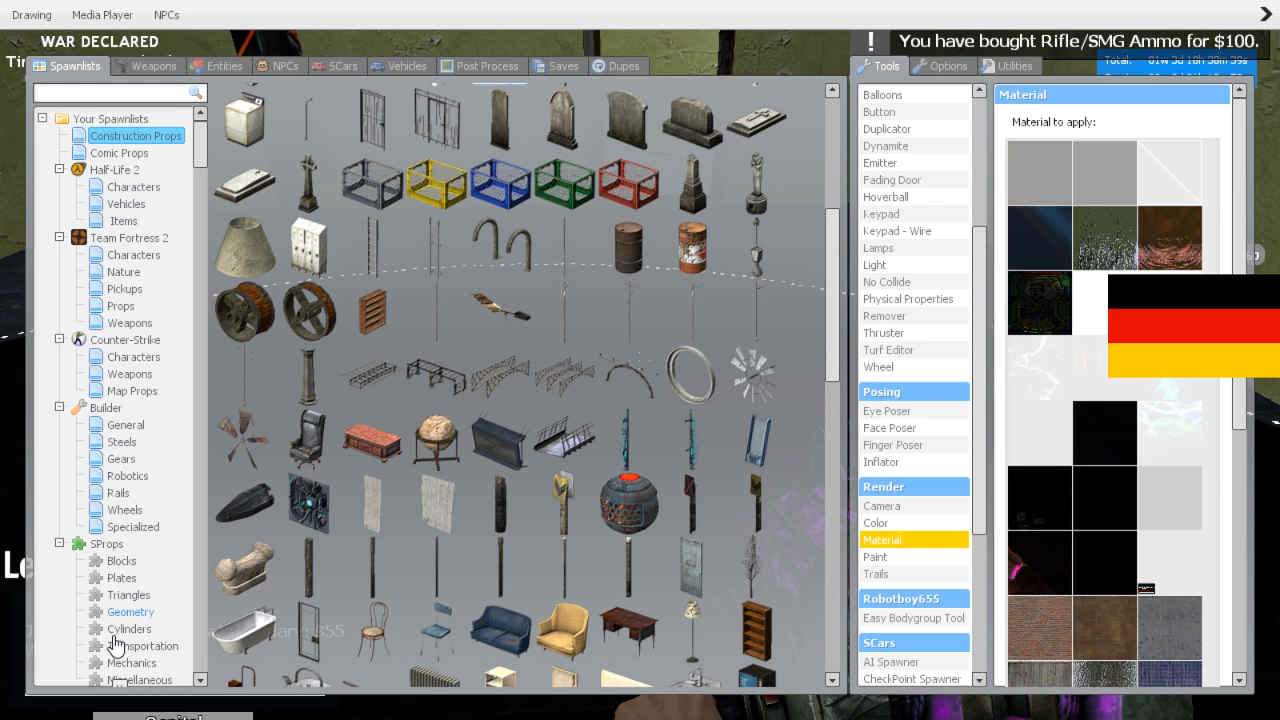 Drawing Media Player NPCs
WAR DECLARED
You have bought Rifle/SMG Ammo for $100.
Spawnlists Weapons Entities NPCs SCars Vehicles Post Process Saves Dupes
Tools Options Utilities
Your Spawnlists
Construction Props
Comic Props
Half-Life 2
Characters
Vehicles
Items
Team Fortress 2
Characters
Nature
Pickups
Props
Weapons
Counter-Strike
Characters
Weapons
Map Props
Builder
General
Steels
Gears
Robotics
Rails
Wheels
Specialized
SProps
Blocks
Plates
Triangles
Geometry
Cylinders
Mechanics
Miscellaneous
Balloons
Button
Duplicator
Dynamite
Emitter
Fading Door
Hoverball
Keypad
Keypad - Wire
Lamps
Light
No Collide
Physical Properties
Remover
Thruster
Turf Editor
Wheel
Posing
Eye Poser
Face Poser
Finger Poser
Inflator
Render
Camera
Color
Material
Paint
Trails
Robotboy655
Easy Bodygroup Tool
SCars
AI Spawner
CheckPoint Spawner
Material
Material to apply: